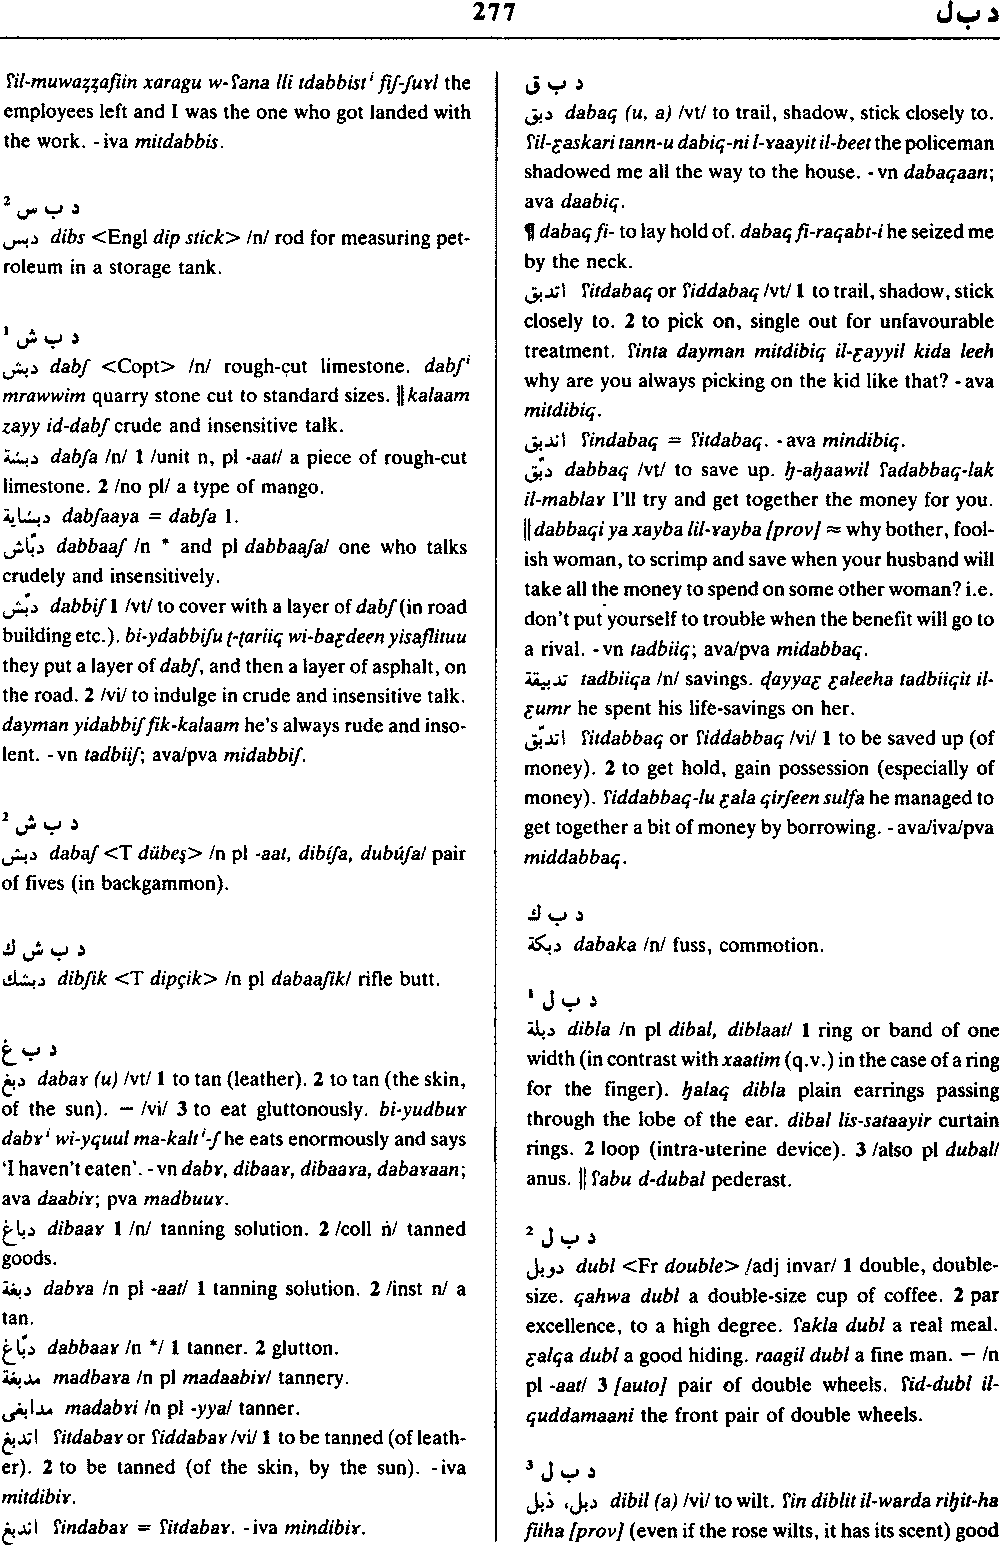 277
د ب ل
ʕil-muwaẓẓafiin xaragu w-ʕana lli tdabbistⁱ fiʃ-ʃuɣl the
employees left and I was the one who got landed with
the work. -iva mitdabbis.
د ب س ²
دبس dibs <Engl dip stick> /n/ rod for measuring pet-
roleum in a storage tank.
د ب ش ¹
دبش dabʃ <Copt> /n/ rough-cut limestone. dabʃⁱ
mrawwim quarry stone cut to standard sizes. ‖ kalaam
zayy id-dabʃ crude and insensitive talk.
دبشة dabʃa /n/ 1 /unit n, pl -aat/ a piece of rough-cut
limestone. 2 /no pl/ a type of mango.
دبشاية dabʃaaya = dabʃa 1.
دبّاش dabbaaʃ /n * and pl dabbaaʃa/ one who talks
crudely and insensitively.
دبّش dabbiʃ 1 /vt/ to cover with a layer of dabʃ (in road
building etc.). bi-ydabbiʃu ṭ-ṭariiq wi-baʿdeen yisaflituu
they put a layer of dabʃ, and then a layer of asphalt, on
the road. 2 /vi/ to indulge in crude and insensitive talk.
dayman yidabbiʃ fik-kalaam he's always rude and inso-
lent. -vn tadbiiʃ; ava/pva midabbiʃ.
د ب ش ²
دبش dabaʃ <T dübeş> /n pl -aat, dibíʃa, dubúʃa/ pair
of fives (in backgammon).
د ب ش ك
دبشك dibʃik <T dipçik> /n pl dabaaʃik/ rifle butt.
د ب غ
دبغ dabaɣ (u) /vt/ 1 to tan (leather). 2 to tan (the skin,
of the sun). — /vi/ 3 to eat gluttonously. bi-yudbuɣ
dabɣⁱ wi-yquul ma-kaltⁱ-ʃ he eats enormously and says
'I haven't eaten'. -vn dabɣ, dibaaɣ, dibaaɣa, dabaɣaan;
ava daabiɣ; pva madbuuɣ.
دباغ dibaaɣ 1 /n/ tanning solution. 2 /coll n/ tanned
goods.
دبغة dabɣa /n pl -aat/ 1 tanning solution. 2 /inst n/ a
tan.
دبّاغ dabbaaɣ /n */ 1 tanner. 2 glutton.
مدبغة madbaɣa /n pl madaabiɣ/ tannery.
مدابغى madabɣi /n pl -yya/ tanner.
اتدبغ ʕitdabaɣ or ʕiddabaɣ /vi/ 1 to be tanned (of leath-
er). 2 to be tanned (of the skin, by the sun). -iva
mitdibiɣ.
اندبغ ʕindabaɣ = ʕitdabaɣ. -iva mindibiɣ.
د ب ق
دبق dabaq (u, a) /vt/ to trail, shadow, stick closely to.
ʕil-ʿaskari tann-u dabiq-ni l-ɣaayit il-beet the policeman
shadowed me all the way to the house. -vn dabaqaan;
ava daabiq.
¶ dabaq fi- to lay hold of. dabaq fi-raqabt-i he seized me
by the neck.
اتدبق ʕitdabaq or ʕiddabaq /vt/ 1 to trail, shadow, stick
closely to. 2 to pick on, single out for unfavourable
treatment. ʕinta dayman mitdibiq il-ʿayyil kida leeh
why are you always picking on the kid like that? -ava
mitdibiq.
اندبق ʕindabaq = ʕitdabaq. -ava mindibiq.
دبّق dabbaq /vt/ to save up. ḥ-aḥaawil ʕadabbaq-lak
il-mablaɣ I'll try and get together the money for you.
‖ dabbaqi ya xayba lil-ɣayba [prov] ≈ why bother, fool-
ish woman, to scrimp and save when your husband will
take all the money to spend on some other woman? i.e.
don't put yourself to trouble when the benefit will go to
a rival. -vn tadbiiq; ava/pva midabbaq.
تدبيقة tadbiiqa /n/ savings. ḍayyaʿ ʿaleeha tadbiiqit il-
ʿumr he spent his life-savings on her.
اتدبّق ʕitdabbaq or ʕiddabbaq /vi/ 1 to be saved up (of
money). 2 to get hold, gain possession (especially of
money). ʕiddabbaq-lu ʿala qirʃeen sulfa he managed to
get together a bit of money by borrowing. -ava/iva/pva
middabbaq.
د ب ك
دبكة dabaka /n/ fuss, commotion.
د ب ل ¹
دبلة dibla /n pl dibal, diblaat/ 1 ring or band of one
width (in contrast with xaatim (q.v.) in the case of a ring
for the finger). ḥalaq dibla plain earrings passing
through the lobe of the ear. dibal lis-sataayir curtain
rings. 2 loop (intra-uterine device). 3 /also pl dubal/
anus. ‖ ʕabu d-dubal pederast.
د ب ل ²
دوبل dubl <Fr double> /adj invar/ 1 double, double-
size. qahwa dubl a double-size cup of coffee. 2 par
excellence, to a high degree. ʕakla dubl a real meal.
ʿalqa dubl a good hiding. raagil dubl a fine man. — /n
pl -aat/ 3 [auto] pair of double wheels. ʕid-dubl il-
quddamaani the front pair of double wheels.
د ب ل ³
دبل، ذبل dibil (a) /vi/ to wilt. ʕin diblit il-warda riḥit-ha
fiiha [prov] (even if the rose wilts, it has its scent) good